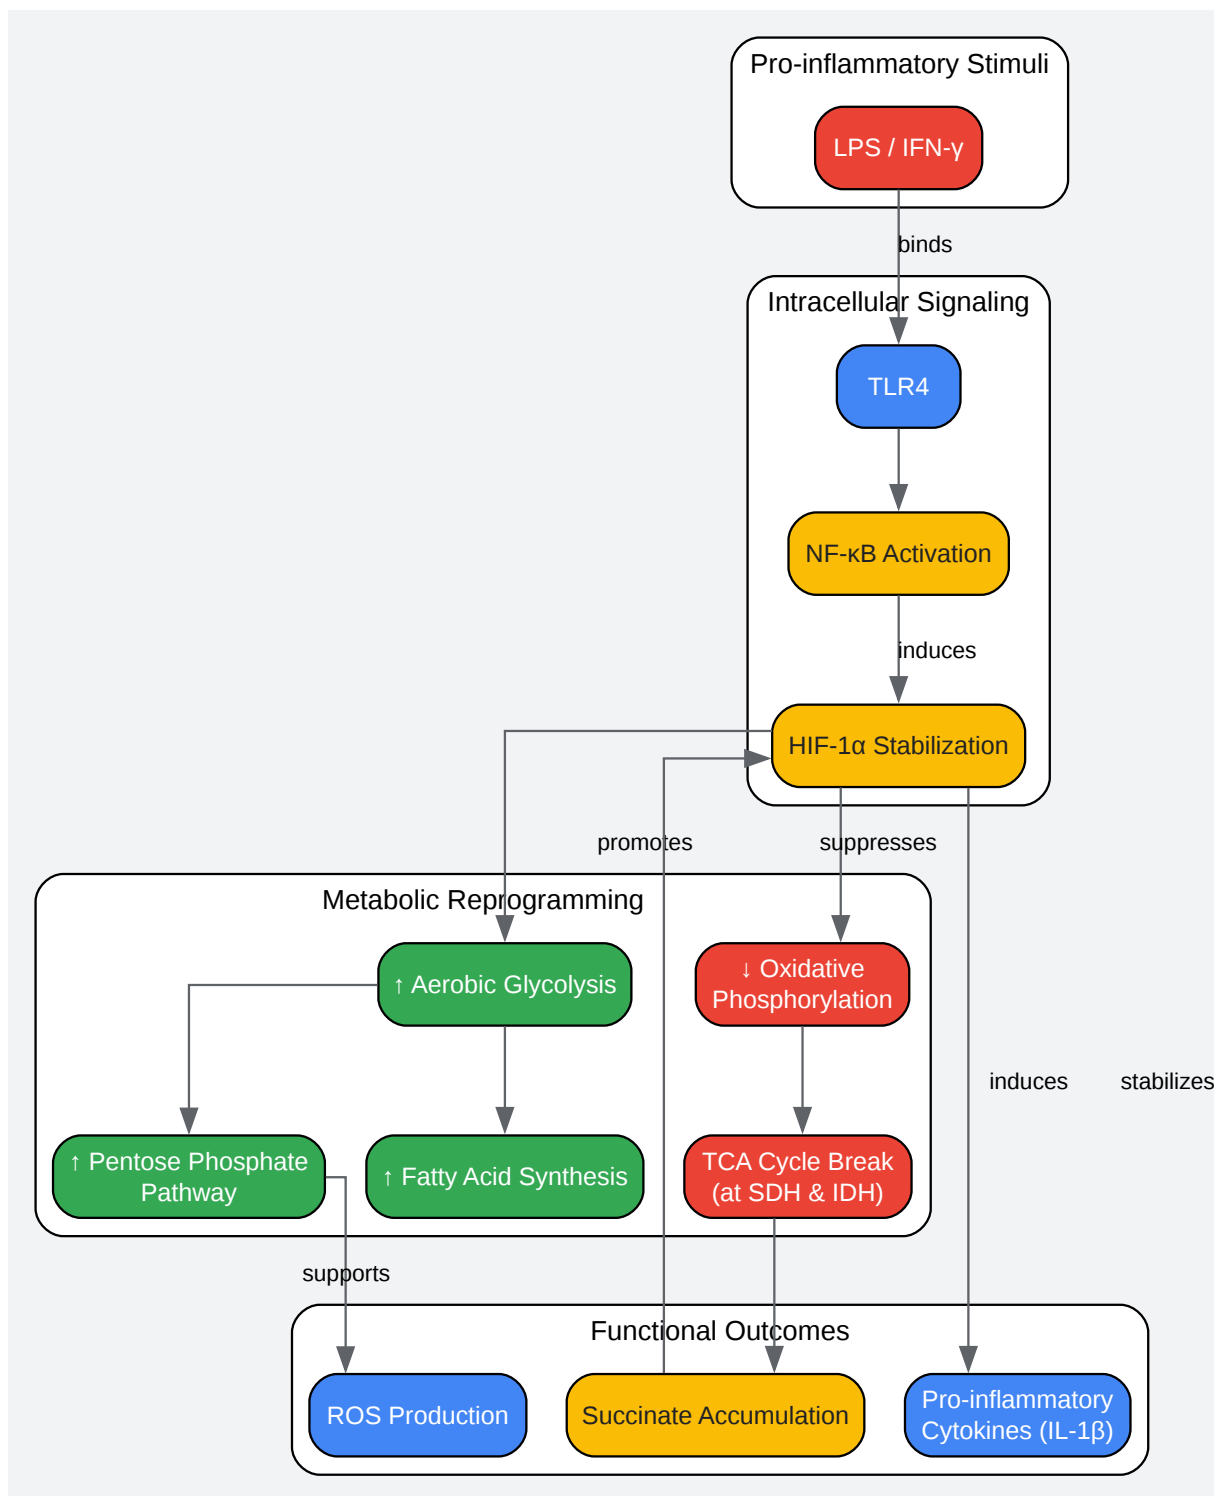 Pro-inflammatory Stimuli
LPS / IFN-γ
binds
Intracellular Signaling
TLR4
NF-κB Activation
induces
HIF-1α Stabilization
promotes
suppresses
Metabolic Reprogramming
↑ Aerobic Glycolysis
↓ Oxidative
Phosphorylation
induces
stabilizes
↑ Pentose Phosphate
Pathway
↑ Fatty Acid Synthesis
TCA Cycle Break
(at SDH & IDH)
supports
Functional Outcomes
ROS Production
Succinate Accumulation
Pro-inflammatory
Cytokines (IL-1β)